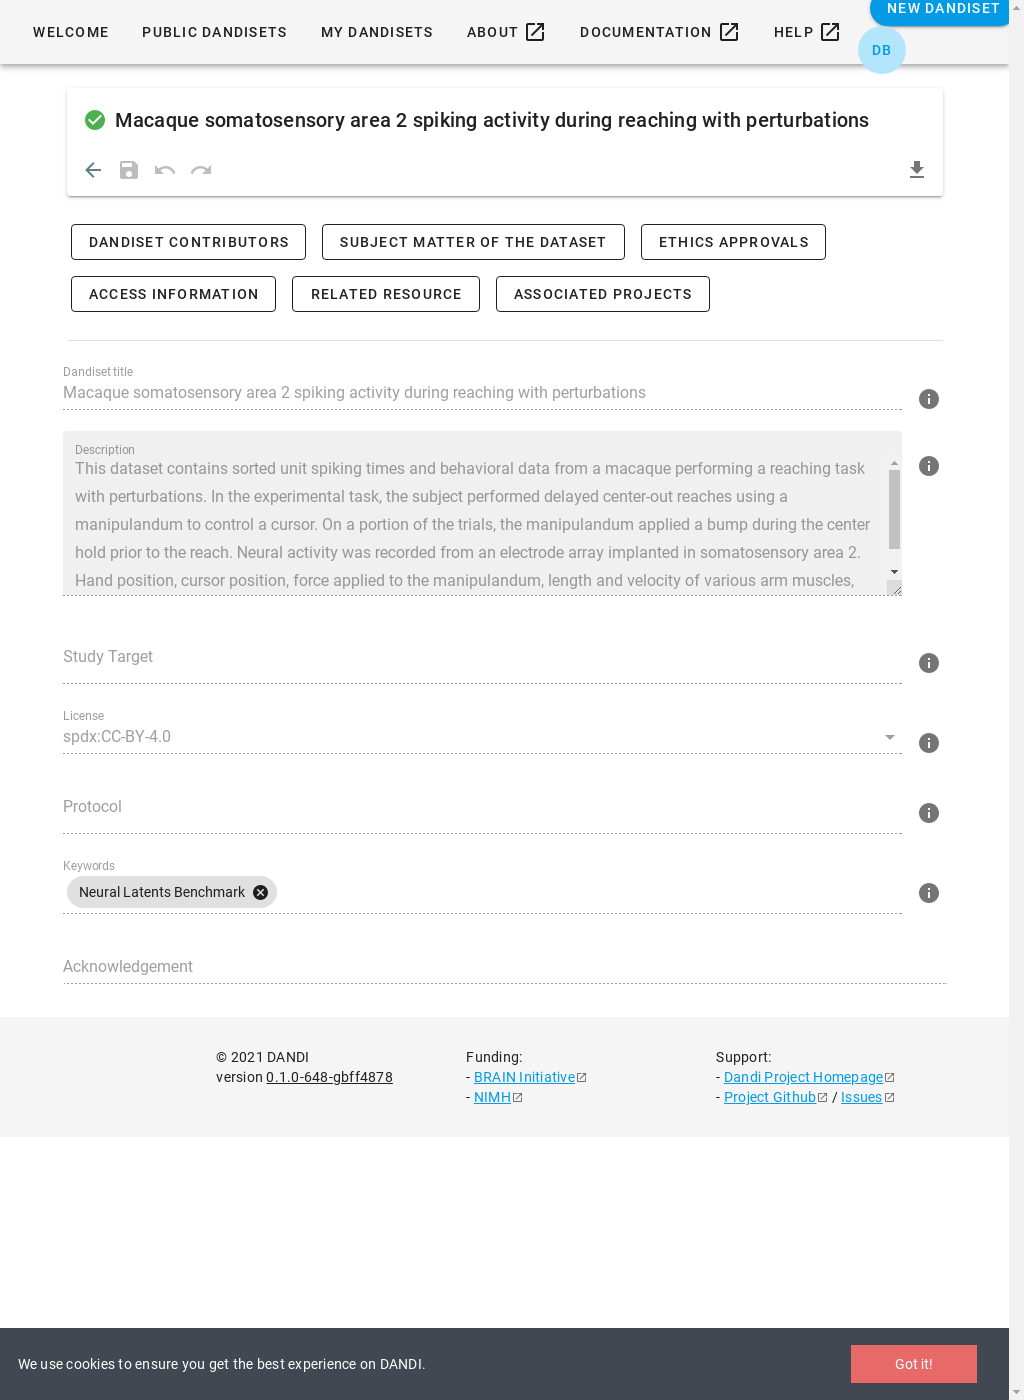 WELCOME PUBLIC DANDISETS MY DANDISETS ABOUT DOCUMENTATION HELP NEW DANDISET
DB
Macaque somatosensory area 2 spiking activity during reaching with perturbations
DANDISET CONTRIBUTORS SUBJECT MATTER OF THE DATASET ETHICS APPROVALS
ACCESS INFORMATION RELATED RESOURCE ASSOCIATED PROJECTS
Dandiset title
Macaque somatosensory area 2 spiking activity during reaching with perturbations
Description
This dataset contains sorted unit spiking times and behavioral data from a macaque performing a reaching task
with perturbations. In the experimental task, the subject performed delayed center-out reaches using a
manipulandum to control a cursor. On a portion of the trials, the manipulandum applied a bump during the center
hold prior to the reach. Neural activity was recorded from an electrode array implanted in somatosensory area 2.
Hand position, cursor position, force applied to the manipulandum, length and velocity of various arm muscles,
Study Target
License
spdx:CC-BY-4.0
Protocol
Keywords
Neural Latents Benchmark
Acknowledgement
© 2021 DANDI
version 0.1.0-648-gbff4878
Funding:
- BRAIN Initiative
- NIMH
Support:
- Dandi Project Homepage
- Project Github / Issues
We use cookies to ensure you get the best experience on DANDI.
Got it!